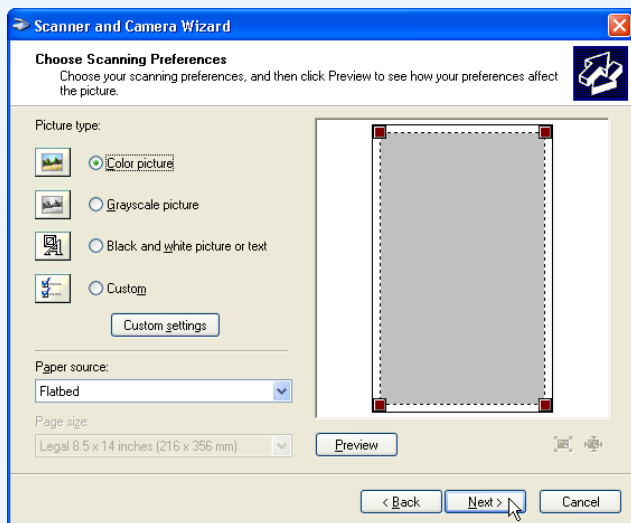 Scanner and Camera Wizard
Choose Scanning Preferences
Choose your scanning preferences, and then click Preview to see how your preferences affect
the picture.
Picture type:
Color picture
Grayscale picture
Black and white picture or text
Custom
Custom settings
Paper source:
Flatbed
Page size:
Legal 8.5 x 14 inches (216 x 356 mm)
Preview
< Back
Next >
Cancel